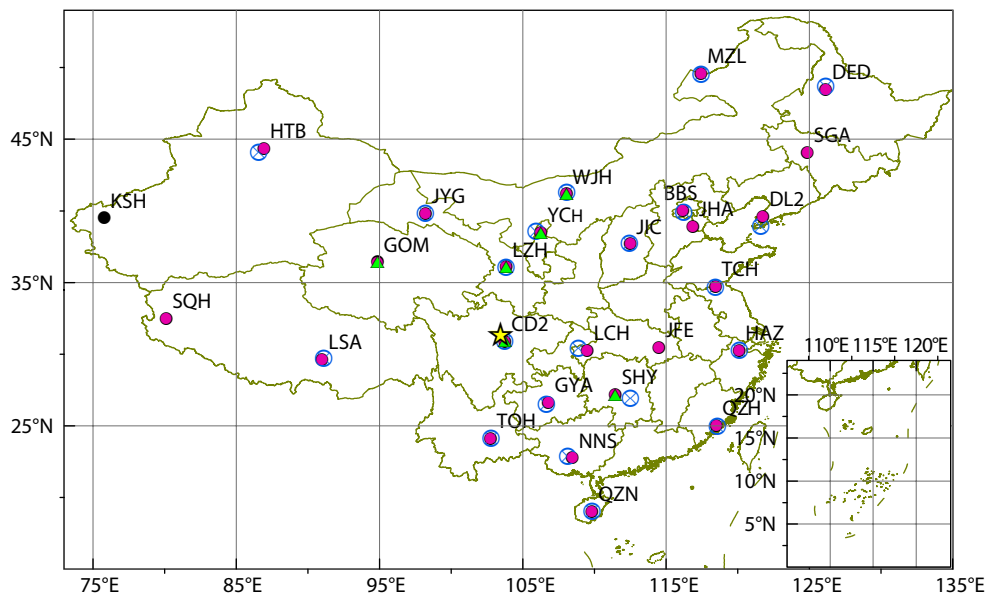 MZL
DED
45°N
HTB
SGA
WJH
KSH
JYG
BBS
DL2
YCH
JHA
JIC
GOM
LZH
35°N
TCH
SQH
CD2
LCH
JFE
HAZ
LSA
110°E 115°E 120°E
GYA
SHY
20°N
25°N
TOH
QZH
15°N
NNS
10°N
QZN
5°N
75°E 85°E 95°E 105°E 115°E 125°E 135°E